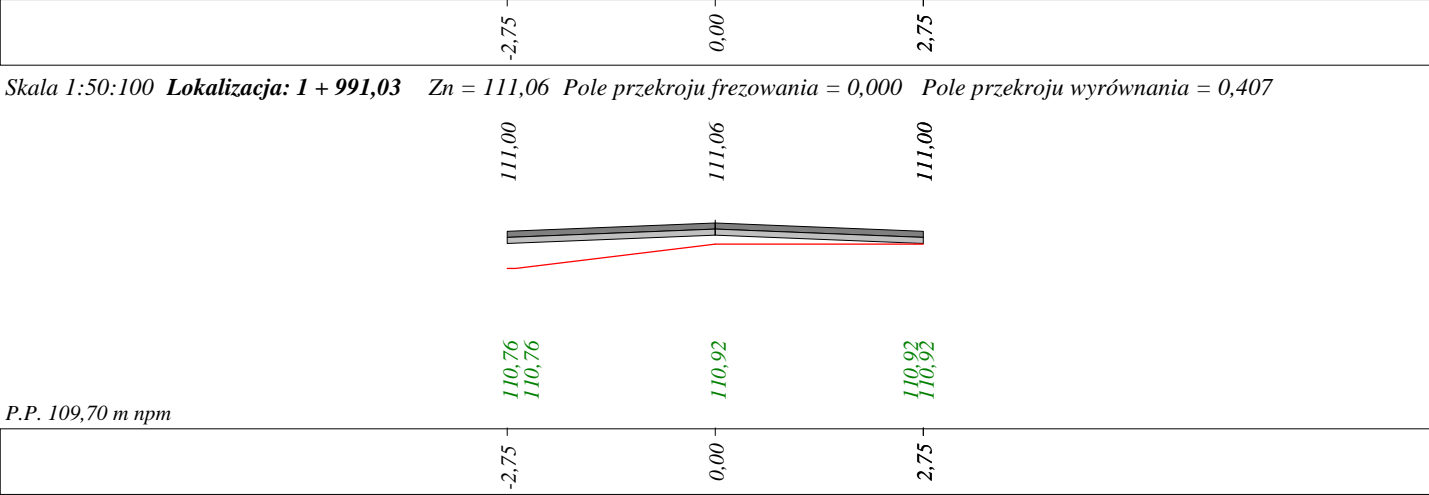 -2,75 0,00 2,75
Skala 1:50:100 Lokalizacja: 1 + 991,03 Zn = 111,06 Pole przekroju frezowania = 0,000 Pole przekroju wyrównania = 0,407
111,00 111,06 111,00
110,76 110,76 110,92 110,92 110,92
P.P. 109,70 m npm
-2,75 0,00 2,75